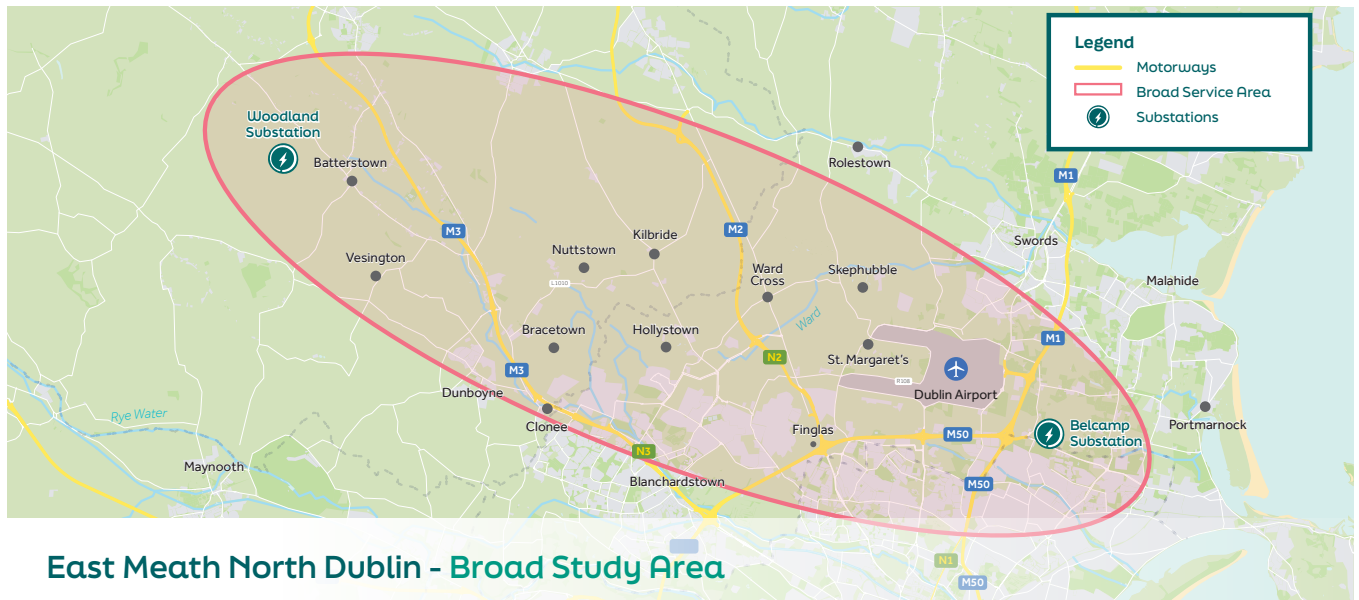 Legend
Motorways
Broad Service Area
Substations
Woodland
Substation
Batterstown
Rolestown
M1
M3
M2
Kilbride
Swords
Nuttstown
Vesington
Ward
Cross
Skephubble
Malahide
L1010
Ward
Bracetown
Hollystown
M1
N2
St. Margaret's
M3
R108
Dunboyne
Dublin Airport
Rye Water
Clonee
Finglas
Belcamp
Substation
Portmarnock
M50
N3
Maynooth
Blanchardstown
M50
N1
M50
East Meath North Dublin - Broad Study Area